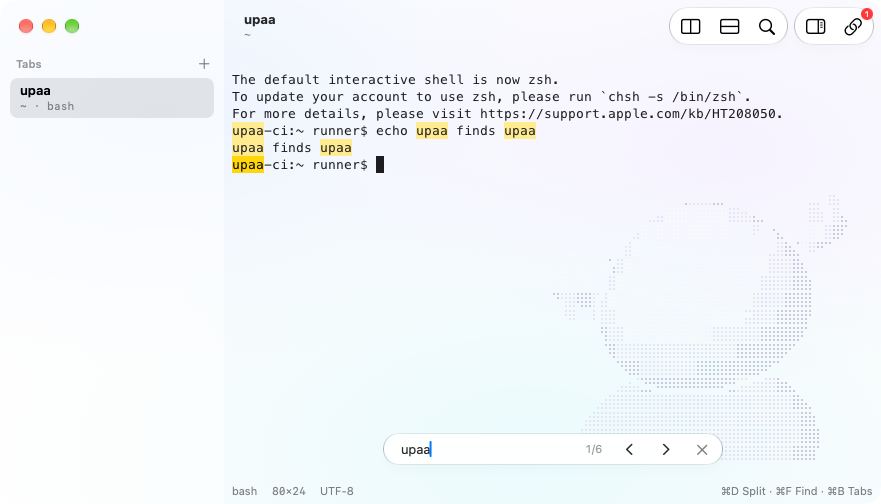 upaa
~
1
Tabs
upaa
~ · bash
The default interactive shell is now zsh.
To update your account to use zsh, please run `chsh -s /bin/zsh`.
For more details, please visit https://support.apple.com/kb/HT208050.
upaa-ci:~ runner$ echo upaa finds upaa
upaa finds upaa
upaa-ci:~ runner$
upaa 1/6
bash 80×24 UTF-8 ⌘D Split · ⌘F Find · ⌘B Tabs